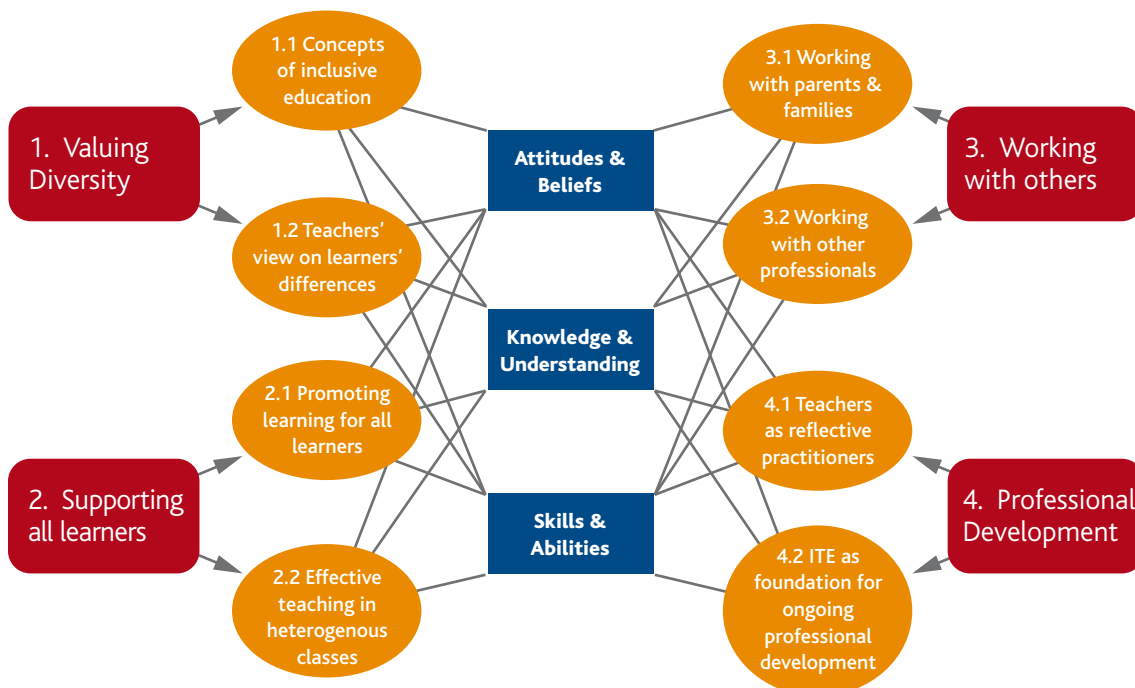 1. Valuing
Diversity
1.1 Concepts
of inclusive
education
1.2 Teachers’
view on learners’
differences
2. Supporting
all learners
2.1 Promoting
learning for all
learners
2.2 Effective
teaching in
heterogenous
classes
Attitudes &
Beliefs
Knowledge &
Understanding
Skills &
Abilities
3.1 Working
with parents &
families
3.2 Working
with other
professionals
3. Working
with others
4.1 Teachers
as reflective
practitioners
4.2 ITE as
foundation for
ongoing
professional
development
4. Professional
Development